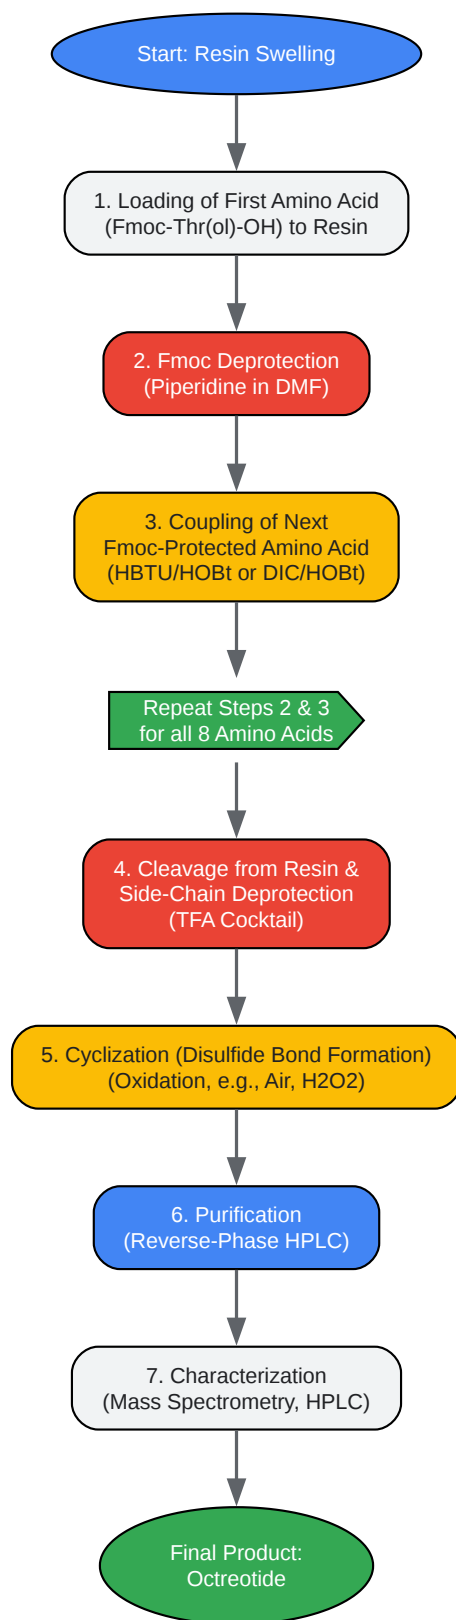 Start: Resin Swelling
1. Loading of First Amino Acid
(Fmoc-Thr(ol)-OH) to Resin
2. Fmoc Deprotection
(Piperidine in DMF)
3. Coupling of Next
Fmoc-Protected Amino Acid
(HBTU/HOBt or DIC/HOBt)
Repeat Steps 2 & 3
for all 8 Amino Acids
4. Cleavage from Resin &
Side-Chain Deprotection
(TFA Cocktail)
5. Cyclization (Disulfide Bond Formation)
(Oxidation, e.g., Air, H2O2)
6. Purification
(Reverse-Phase HPLC)
7. Characterization
(Mass Spectrometry, HPLC)
Final Product:
Octreotide